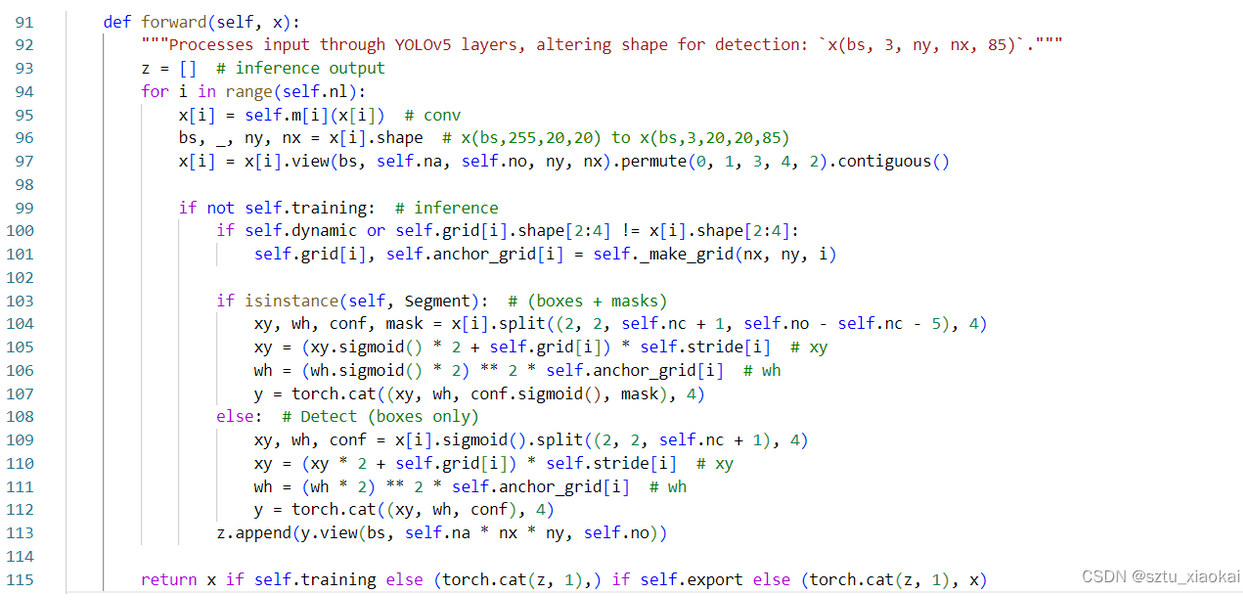 91 def forward(self, x):
92 """Processes input through YOLOv5 layers, altering shape for detection: `x(bs, 3, ny, nx, 85)`."""
93 z = []  # inference output
94 for i in range(self.nl):
95 x[i] = self.m[i](x[i])  # conv
96 bs, _, ny, nx = x[i].shape  # x(bs,255,20,20) to x(bs,3,20,20,85)
97 x[i] = x[i].view(bs, self.na, self.no, ny, nx).permute(0, 1, 3, 4, 2).contiguous()
98
99 if not self.training:  # inference
100 if self.dynamic or self.grid[i].shape[2:4] != x[i].shape[2:4]:
101 self.grid[i], self.anchor_grid[i] = self._make_grid(nx, ny, i)
102
103 if isinstance(self, Segment):  # (boxes + masks)
104 xy, wh, conf, mask = x[i].split((2, 2, self.nc + 1, self.no - self.nc - 5), 4)
105 xy = (xy.sigmoid() * 2 + self.grid[i]) * self.stride[i]  # xy
106 wh = (wh.sigmoid() * 2) ** 2 * self.anchor_grid[i]  # wh
107 y = torch.cat((xy, wh, conf.sigmoid(), mask), 4)
108 else:  # Detect (boxes only)
109 xy, wh, conf = x[i].sigmoid().split((2, 2, self.nc + 1), 4)
110 xy = (xy * 2 + self.grid[i]) * self.stride[i]  # xy
111 wh = (wh * 2) ** 2 * self.anchor_grid[i]  # wh
112 y = torch.cat((xy, wh, conf), 4)
113 z.append(y.view(bs, self.na * nx * ny, self.no))
114
115 return x if self.training else (torch.cat(z, 1),) if self.export else (torch.cat(z, 1), x)
CSDN @sztu_xiaokai